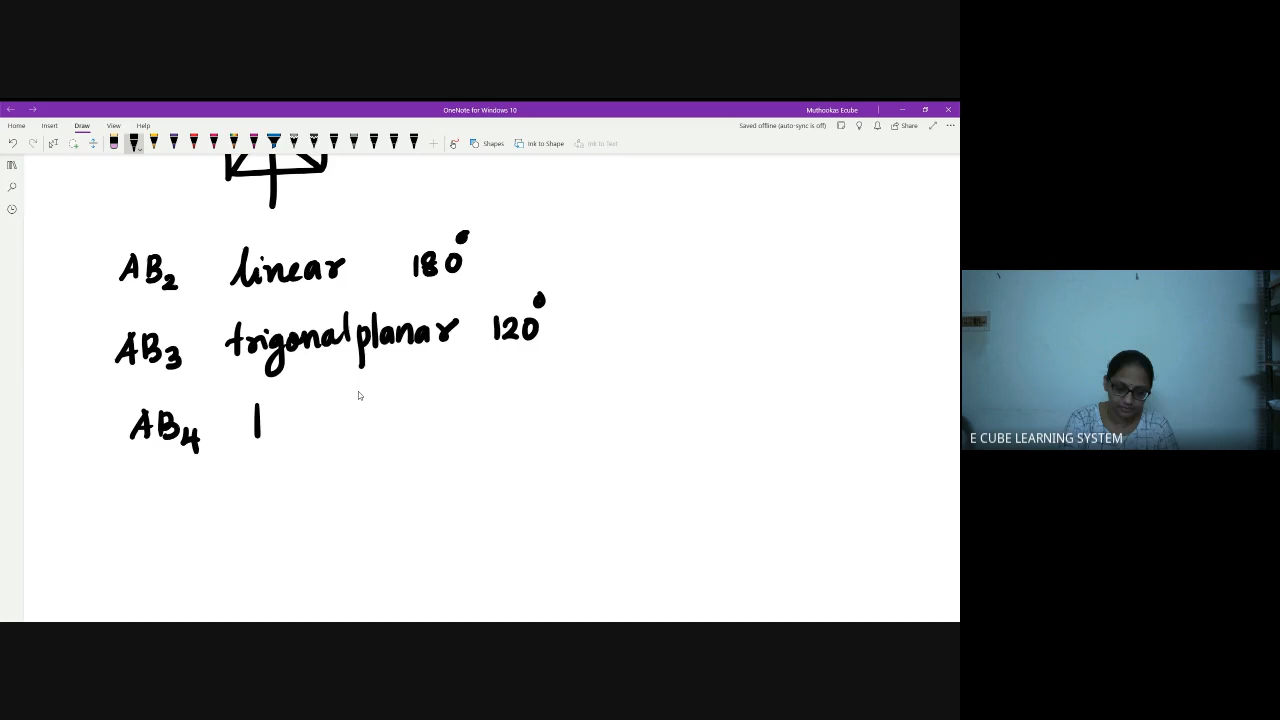 OneNote for Windows 10
Muthookas Ecube
Home Insert Draw View Help
Saved offline (auto-sync is off) Share
Shapes Ink to Shape Ink to Text
AB₂ linear 180°
AB₃ trigonal planar 120°
AB₄
E CUBE LEARNING SYSTEM